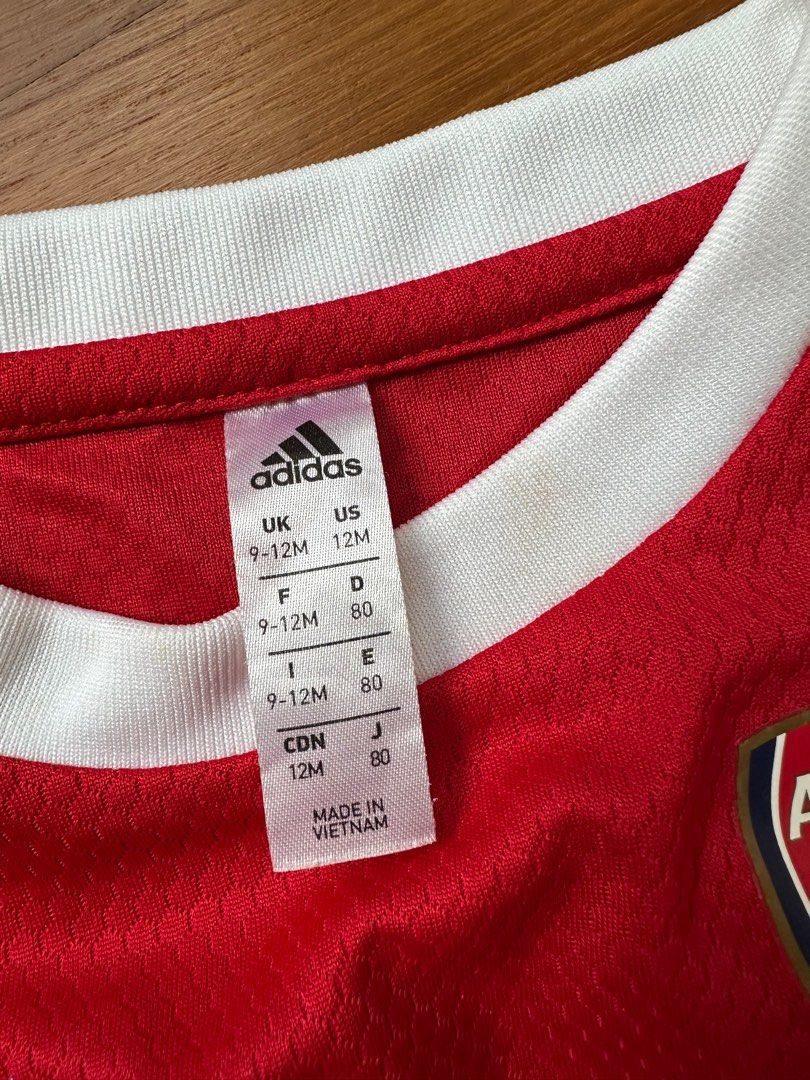 adidas
UK US
9-12M 12M
F D
9-12M 80
I E
9-12M 80
CDN J
12M 80
MADE IN
VIETNAM
A